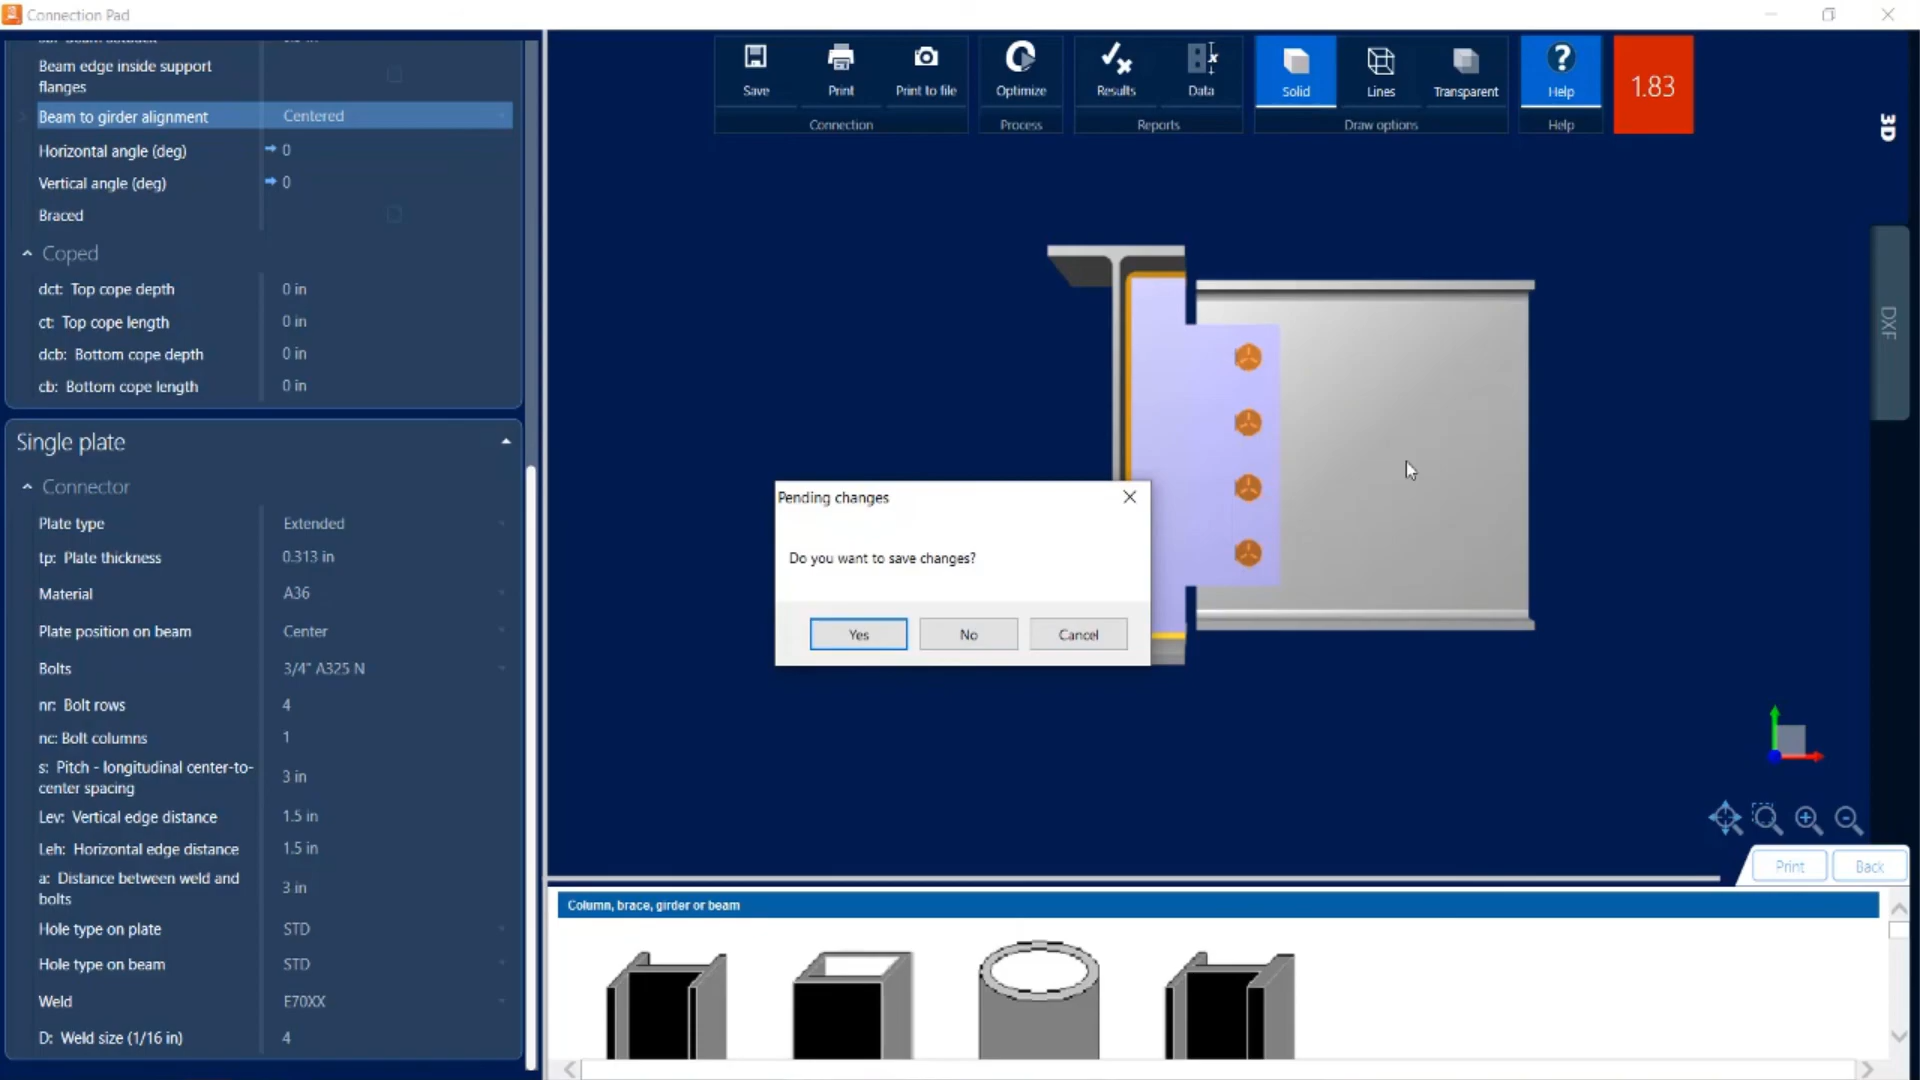 Connection Pad
Beam edge inside support
flanges
Beam to girder alignment Centered
Horizontal angle (deg) 0
Vertical angle (deg) 0
Braced
Coped
dct: Top cope depth 0 in
ct: Top cope length 0 in
dcb: Bottom cope depth 0 in
cb: Bottom cope length 0 in
Single plate
Connector
Plate type Extended
tp: Plate thickness 0.313 in
Material A36
Plate position on beam Center
Bolts 3/4" A325 N
nr: Bolt rows 4
nc: Bolt columns 1
s: Pitch - longitudinal center-to-
center spacing 3 in
Lev: Vertical edge distance 1.5 in
Leh: Horizontal edge distance 1.5 in
a: Distance between weld and
bolts 3 in
Hole type on plate STD
Hole type on beam STD
Weld E70XX
D: Weld size (1/16 in) 4
Save Print Print to file Optimize Results Data Solid Lines Transparent Help 1.83
Connection Process Reports Draw options Help
3D
DXF
Pending changes
Do you want to save changes?
Yes No Cancel
Print Back
Column, brace, girder or beam